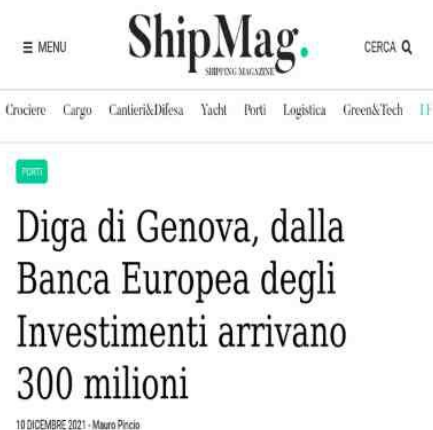 ☰ MENU
ShipMag.
SHIPPING MAGAZINE
CERCA
Crociere Cargo Cantieri&Difesa Yacht Porti Logistica Green&Tech
PORTI
Diga di Genova, dalla
Banca Europea degli
Investimenti arrivano
300 milioni
10 DICEMBRE 2021 - Mauro Pincio